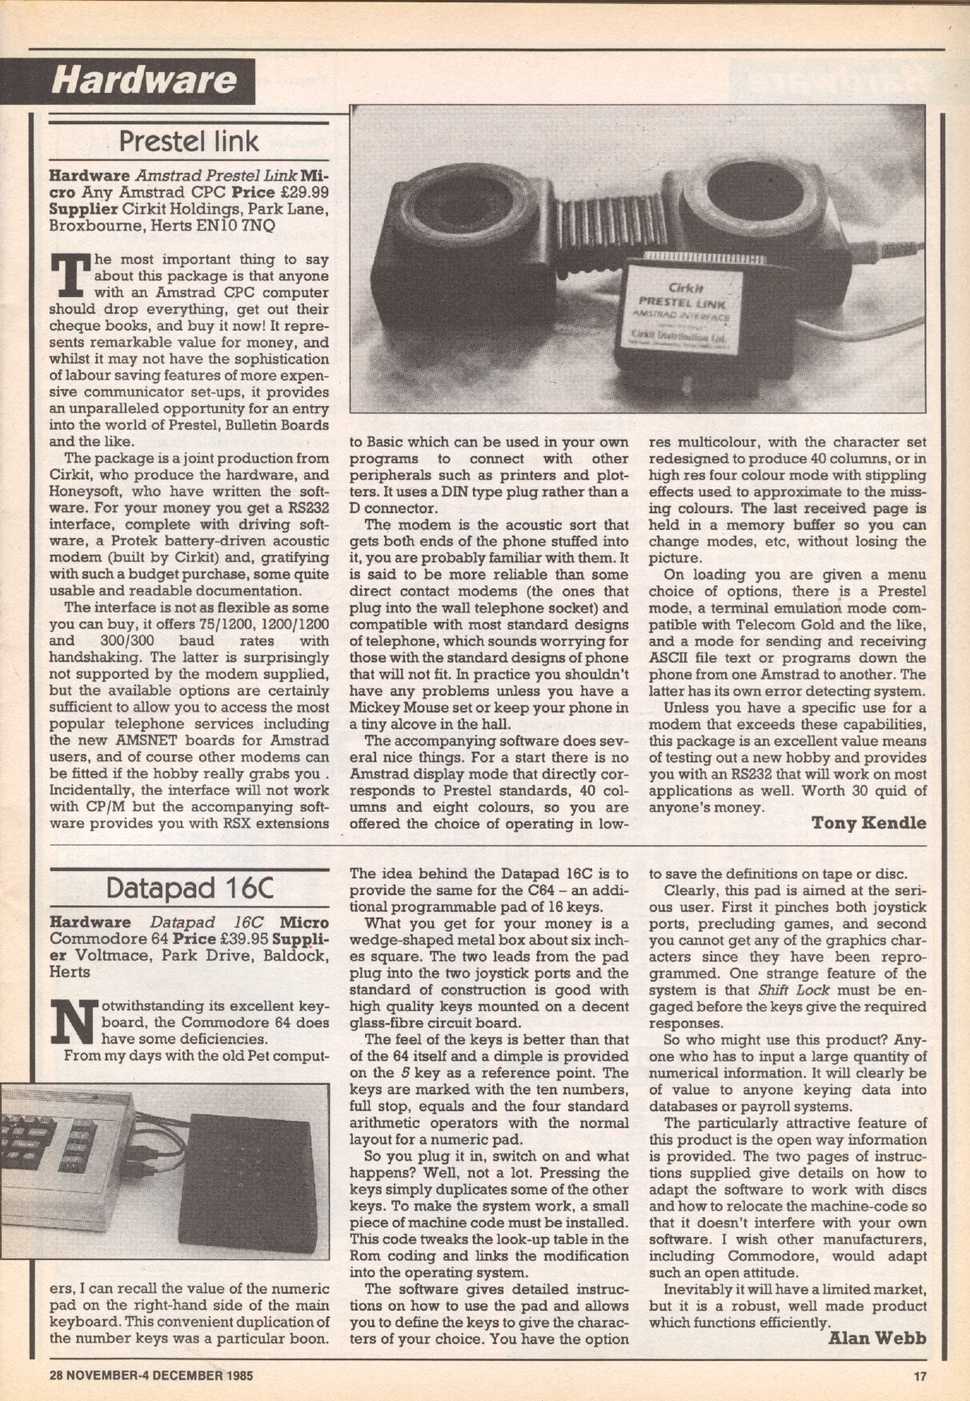 Hardware
Prestel link
Hardware Amstrad Prestel Link Mi-
cro Any Amstrad CPC Price £29.99
Supplier Cirkit Holdings, Park Lane,
Broxbourne, Herts EN10 7NQ
The most important thing to say
about this package is that anyone
with an Amstrad CPC computer
should drop everything, get out their
cheque books, and buy it now! It repre-
sents remarkable value for money, and
whilst it may not have the sophistication
of labour saving features of more expen-
sive communicator set-ups, it provides
an unparalleled opportunity for an entry
into the world of Prestel, Bulletin Boards
and the like.
The package is a joint production from
Cirkit, who produce the hardware, and
Honeysoft, who have written the soft-
ware. For your money you get a RS232
interface, complete with driving soft-
ware, a Protek battery-driven acoustic
modem (built by Cirkit) and, gratifying
with such a budget purchase, some quite
usable and readable documentation.
The interface is not as flexible as some
you can buy, it offers 75/1200, 1200/1200
and 300/300 baud rates with
handshaking. The latter is surprisingly
not supported by the modem supplied,
but the available options are certainly
sufficient to allow you to access the most
popular telephone services including
the new AMSNET boards for Amstrad
users, and of course other modems can
be fitted if the hobby really grabs you .
Incidentally, the interface will not work
with CP/M but the accompanying soft-
ware provides you with RSX extensions
Cirkit
PRESTEL LINK
AMSTRAD INTERFACE
Cirkit Distribution Ltd.
to Basic which can be used in your own
programs to connect with other
peripherals such as printers and plot-
ters. It uses a DIN type plug rather than a
D connector.
The modem is the acoustic sort that
gets both ends of the phone stuffed into
it, you are probably familiar with them. It
is said to be more reliable than some
direct contact modems (the ones that
plug into the wall telephone socket) and
compatible with most standard designs
of telephone, which sounds worrying for
those with the standard designs of phone
that will not fit. In practice you shouldn't
have any problems unless you have a
Mickey Mouse set or keep your phone in
a tiny alcove in the hall.
The accompanying software does sev-
eral nice things. For a start there is no
Amstrad display mode that directly cor-
responds to Prestel standards, 40 col-
umns and eight colours, so you are
offered the choice of operating in low-
res multicolour, with the character set
redesigned to produce 40 columns, or in
high res four colour mode with stippling
effects used to approximate to the miss-
ing colours. The last received page is
held in a memory buffer so you can
change modes, etc, without losing the
picture.
On loading you are given a menu
choice of options, there is a Prestel
mode, a terminal emulation mode com-
patible with Telecom Gold and the like,
and a mode for sending and receiving
ASCII file text or programs down the
phone from one Amstrad to another. The
latter has its own error detecting system.
Unless you have a specific use for a
modem that exceeds these capabilities,
this package is an excellent value means
of testing out a new hobby and provides
you with an RS232 that will work on most
applications as well. Worth 30 quid of
anyone's money.
Tony Kendle
Datapad 16C
Hardware Datapad 16C Micro
Commodore 64 Price £39.95 Suppli-
er Voltmace, Park Drive, Baldock,
Herts
Notwithstanding its excellent key-
board, the Commodore 64 does
have some deficiencies.
From my days with the old Pet comput-
ers, I can recall the value of the numeric
pad on the right-hand side of the main
keyboard. This convenient duplication of
the number keys was a particular boon.
The idea behind the Datapad 16C is to
provide the same for the C64 – an addi-
tional programmable pad of 16 keys.
What you get for your money is a
wedge-shaped metal box about six inch-
es square. The two leads from the pad
plug into the two joystick ports and the
standard of construction is good with
high quality keys mounted on a decent
glass-fibre circuit board.
The feel of the keys is better than that
of the 64 itself and a dimple is provided
on the 5 key as a reference point. The
keys are marked with the ten numbers,
full stop, equals and the four standard
arithmetic operators with the normal
layout for a numeric pad.
So you plug it in, switch on and what
happens? Well, not a lot. Pressing the
keys simply duplicates some of the other
keys. To make the system work, a small
piece of machine code must be installed.
This code tweaks the look-up table in the
Rom coding and links the modification
into the operating system.
The software gives detailed instruc-
tions on how to use the pad and allows
you to define the keys to give the charac-
ters of your choice. You have the option
to save the definitions on tape or disc.
Clearly, this pad is aimed at the seri-
ous user. First it pinches both joystick
ports, precluding games, and second
you cannot get any of the graphics char-
acters since they have been repro-
grammed. One strange feature of the
system is that Shift Lock must be en-
gaged before the keys give the required
responses.
So who might use this product? Any-
one who has to input a large quantity of
numerical information. It will clearly be
of value to anyone keying data into
databases or payroll systems.
The particularly attractive feature of
this product is the open way information
is provided. The two pages of instruc-
tions supplied give details on how to
adapt the software to work with discs
and how to relocate the machine-code so
that it doesn't interfere with your own
software. I wish other manufacturers,
including Commodore, would adapt
such an open attitude.
Inevitably it will have a limited market,
but it is a robust, well made product
which functions efficiently.
Alan Webb
28 NOVEMBER-4 DECEMBER 1985
17